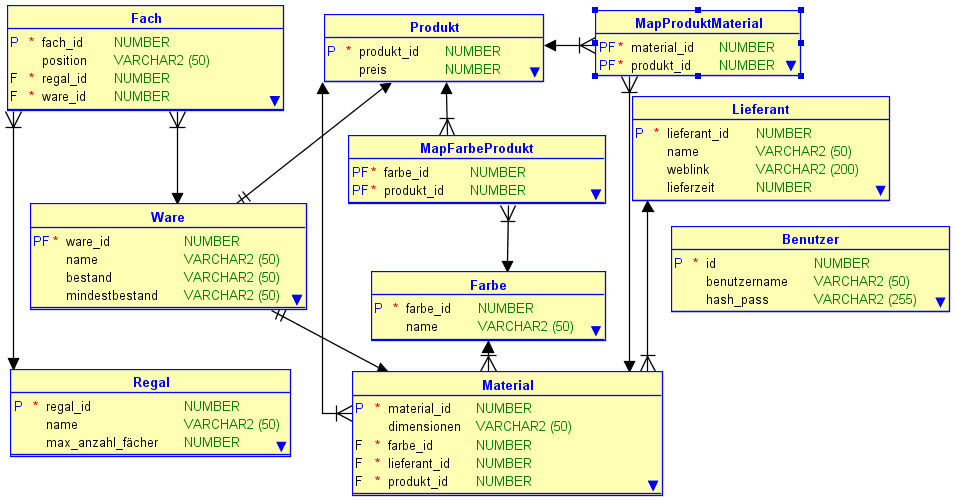 Fach
P * fach_id NUMBER
position VARCHAR2 (50)
F * regal_id NUMBER
F * ware_id NUMBER
Produkt
P * produkt_id NUMBER
preis NUMBER
MapProduktMaterial
PF* material_id NUMBER
PF* produkt_id NUMBER
Lieferant
P * lieferant_id NUMBER
name VARCHAR2 (50)
weblink VARCHAR2 (200)
lieferzeit NUMBER
MapFarbeProdukt
PF* farbe_id NUMBER
PF* produkt_id NUMBER
Ware
PF* ware_id NUMBER
name VARCHAR2 (50)
bestand VARCHAR2 (50)
mindestbestand VARCHAR2 (50)
Benutzer
P * id NUMBER
benutzername VARCHAR2 (50)
hash_pass VARCHAR2 (255)
Farbe
P * farbe_id NUMBER
name VARCHAR2 (50)
Regal
P * regal_id NUMBER
name VARCHAR2 (50)
max_anzahl_fächer NUMBER
Material
P * material_id NUMBER
dimensionen VARCHAR2 (50)
F * farbe_id NUMBER
F * lieferant_id NUMBER
F * produkt_id NUMBER